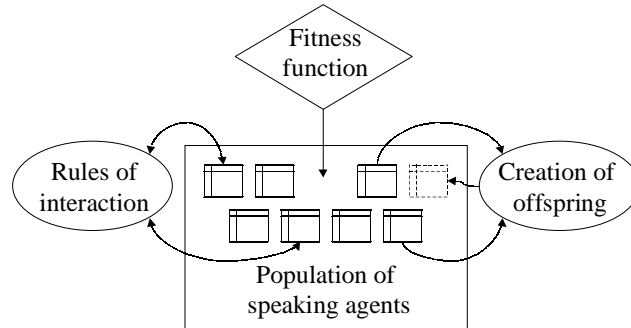 Fitness
function
Rules of
interaction
Creation of
offspring
Population of
speaking agents